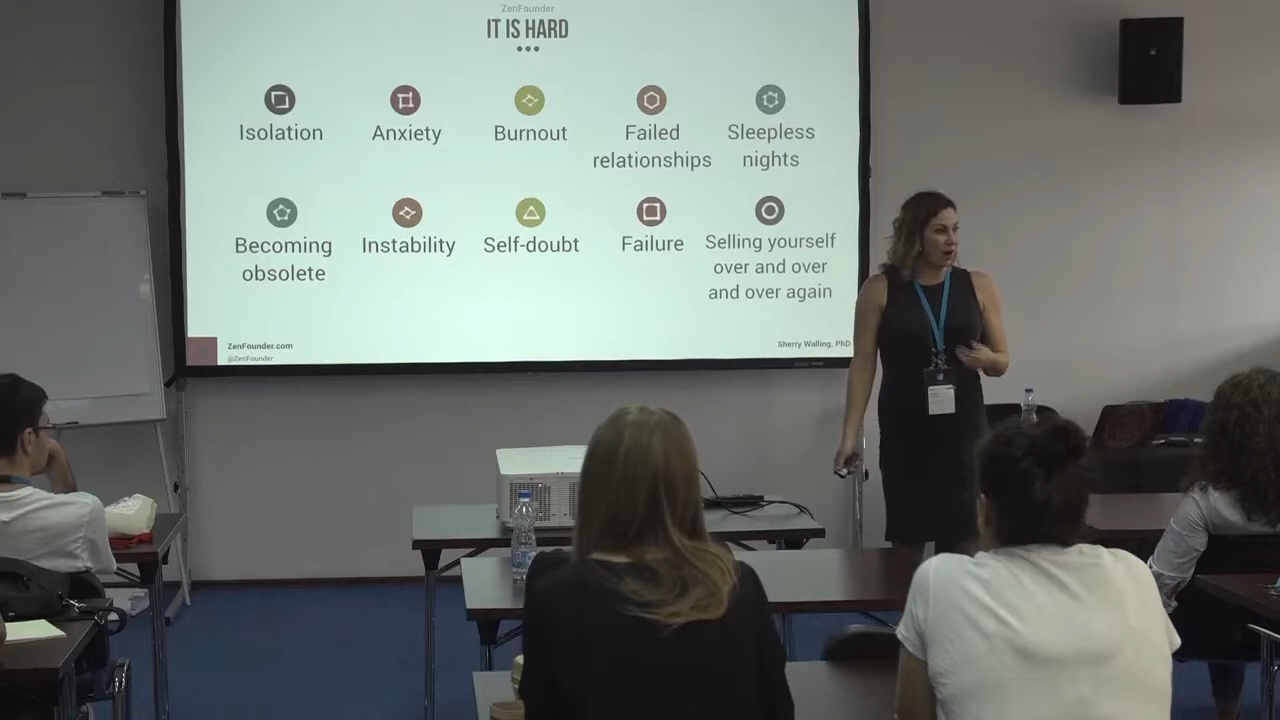 ZenFounder
IT IS HARD
Isolation
Anxiety
Burnout
Failed
relationships
Sleepless
nights
Becoming
obsolete
Instability
Self-doubt
Failure
Selling yourself
over and over
and over again
ZenFounder.com
@ZenFounder
Sherry Walling, PhD